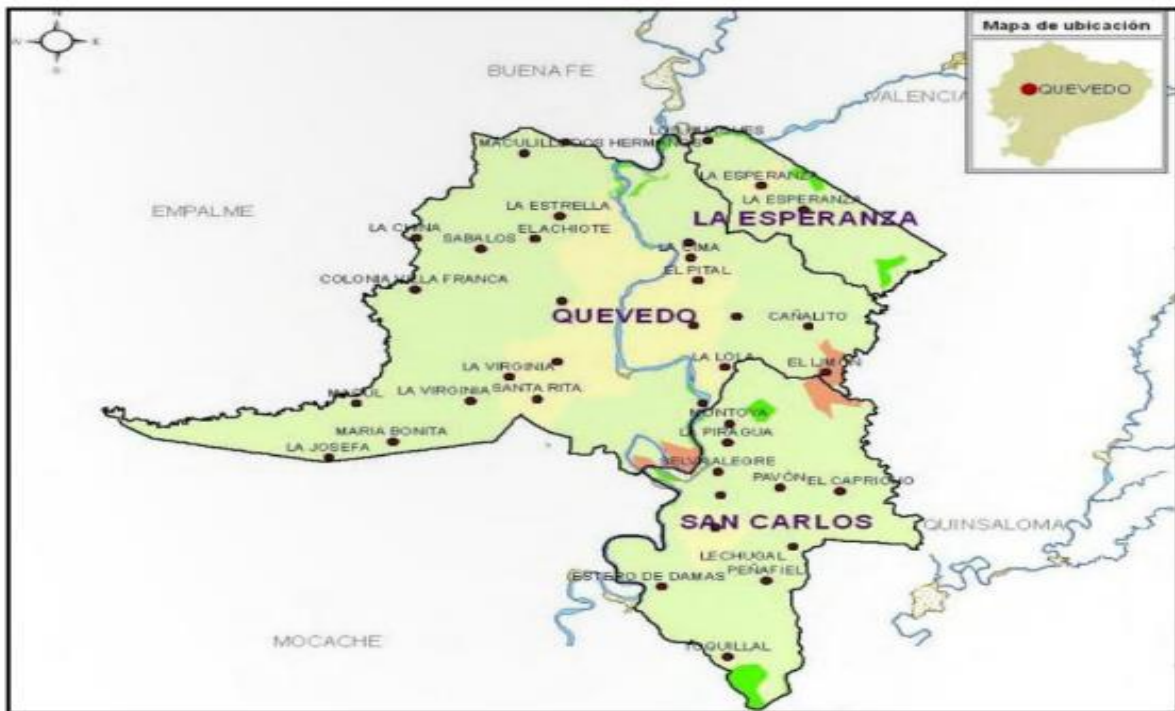 Mapa de ubicación
QUEVEDO
N
W
E
S
BUENA FE
VALENCIA
MACULILLO
DOS HERMANOS
LA ESPERANZA
LA ESPERANZA
LA ESPERANZA
EMPALME
LA ESTRELLA
EL ACHIOTE
LA CHINA
SABALOS
LA CIMA
EL PITAL
COLONIA VILLA FRANCA
QUEVEDO
CAÑALITO
LA VIRGINIA
LA LOLA
EL LIMÓN
LA VIRGINIA
SANTA RITA
MONTOYA
LA PIRAGUA
MARIA BONITA
LA JOSEFA
SELVA ALEGRE
PAVÓN
EL CAPRICHO
SAN CARLOS
QUINSALOMA
LECHUGAL
PEÑAFIEL
ESTERO DE DAMAS
MOCACHE